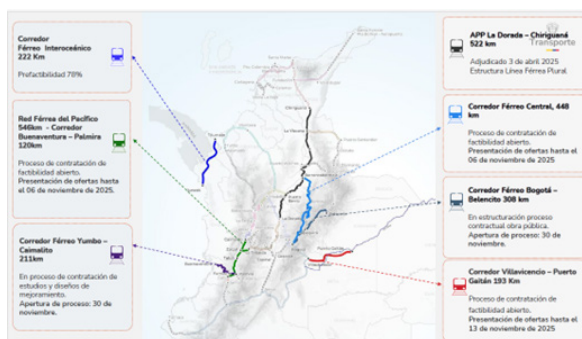 Corredor
Férreo Interoceánico
222 Km
Prefactibilidad 78%
Red Férrea del Pacífico
546km - Corredor
Buenaventura – Palmira
120km
Proceso de contratación de
factibilidad abierto.
Presentación de ofertas hasta
el 06 de noviembre de 2025.
Corredor Férreo Yumbo –
Caimalito
211km
En proceso de contratación de
estudios y diseños de
mejoramiento.
Apertura de proceso: 30 de
noviembre.
Chiriguaná
APP La Dorada – Chiriguaná
522 km
Transporte
Adjudicado 3 de abril 2025
Estructura Línea Férrea Plural
Corredor Férreo Central, 448
km
Proceso de contratación de
factibilidad abierto.
Presentación de ofertas hasta el
06 de noviembre de 2025
Corredor Férreo Bogotá –
Belencito 308 km
En estructuración proceso
contractual obra pública.
Apertura de proceso: 30 de
noviembre.
Corredor Villavicencio – Puerto
Gaitán 193 Km
Proceso de contratación de
factibilidad abierto.
Presentación de ofertas hasta el
13 de noviembre de 2025